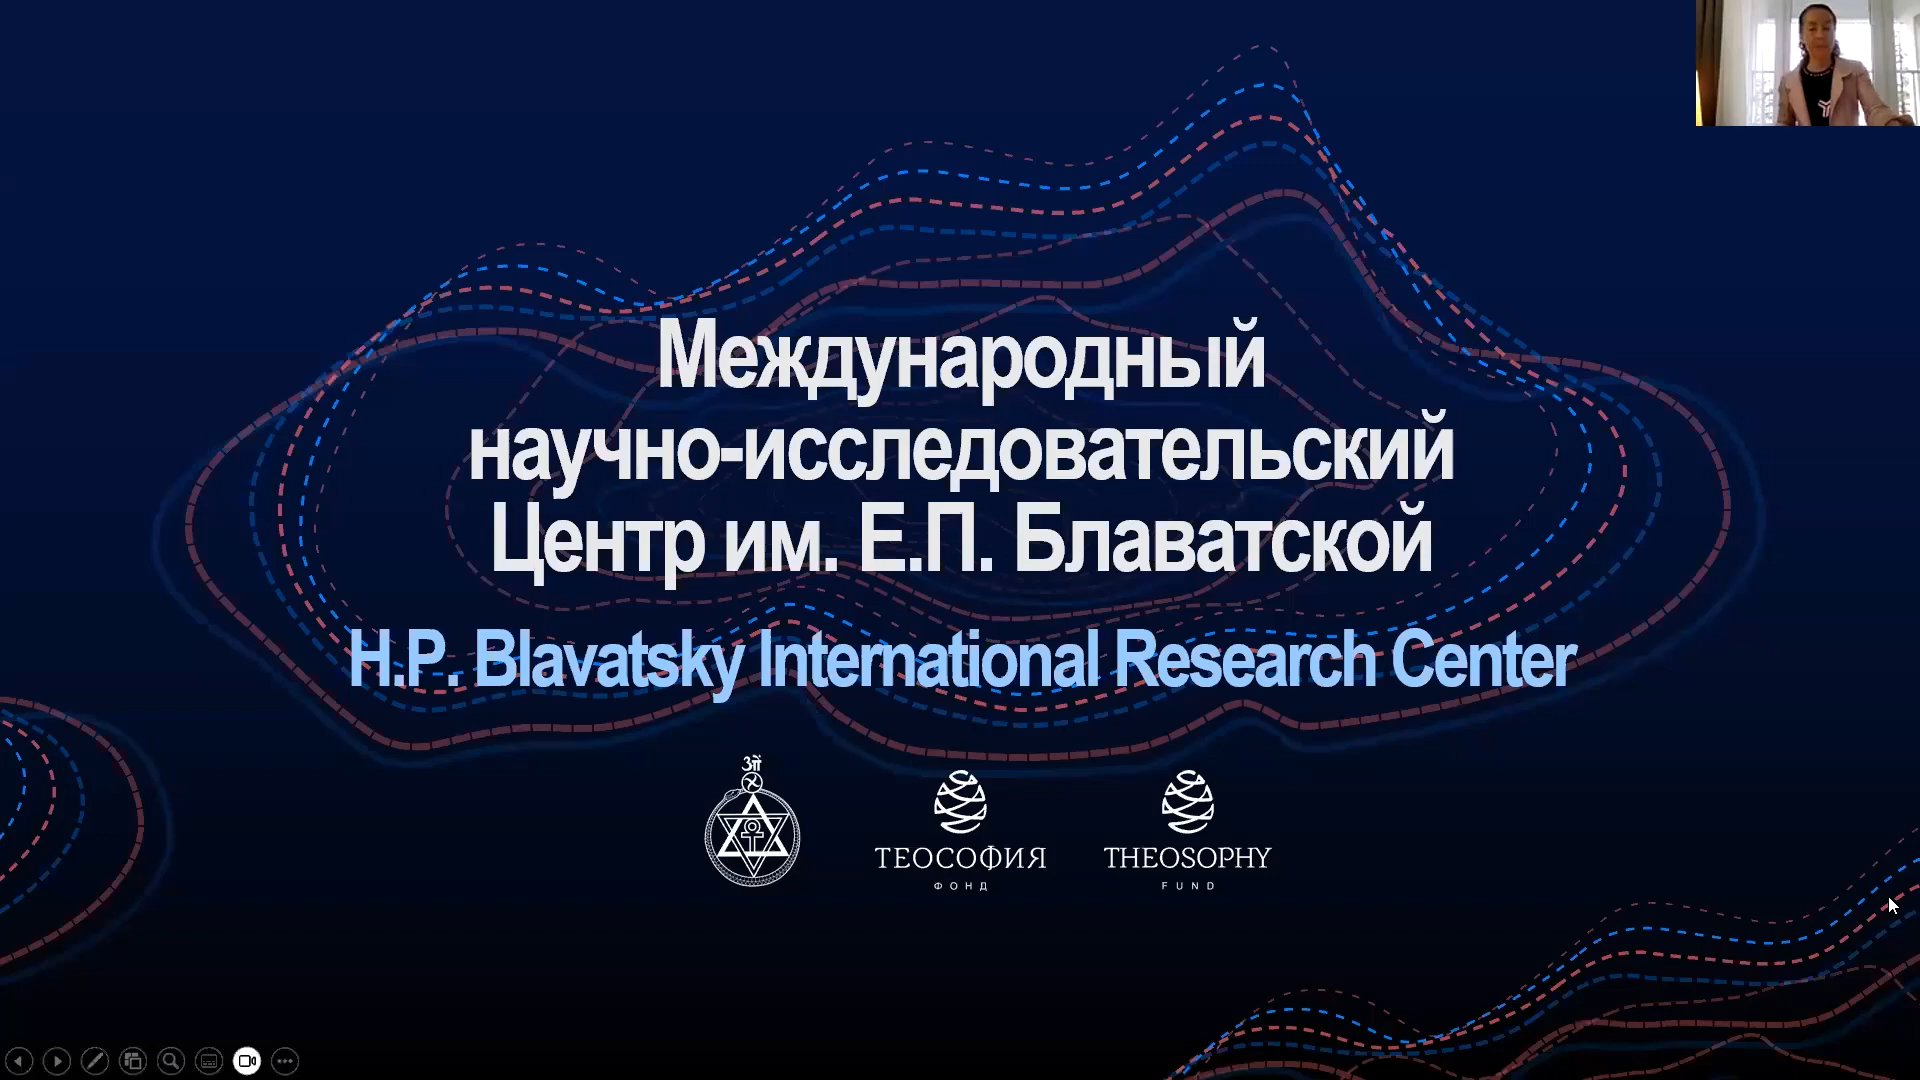 Международный
научно-исследовательский
Центр им. Е.П. Блаватской
H.P. Blavatsky International Research Center
ओं
ТЕОСОФИЯ
ФОНД
THEOSOPHY
FUND